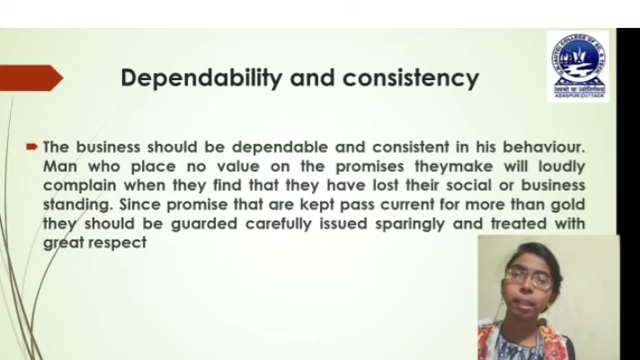 Dependability and consistency
The business should be dependable and consistent in his behaviour.
Man who place no value on the promises theymake will loudly
complain when they find that they have lost their social or business
standing. Since promise that are kept pass current for more than gold
they should be guarded carefully issued sparingly and treated with
great respect
ADASPUR,CUTTACK